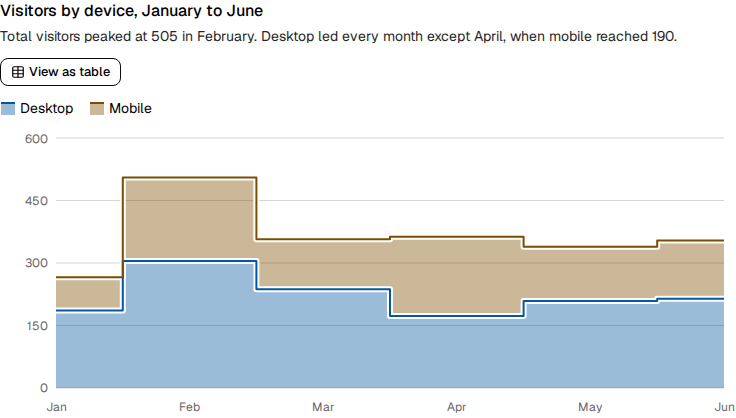 Visitors by device, January to June
Total visitors peaked at 505 in February. Desktop led every month except April, when mobile reached 190.
View as table
Desktop Mobile
600
450
300
150
0
Jan Feb Mar Apr May Jun